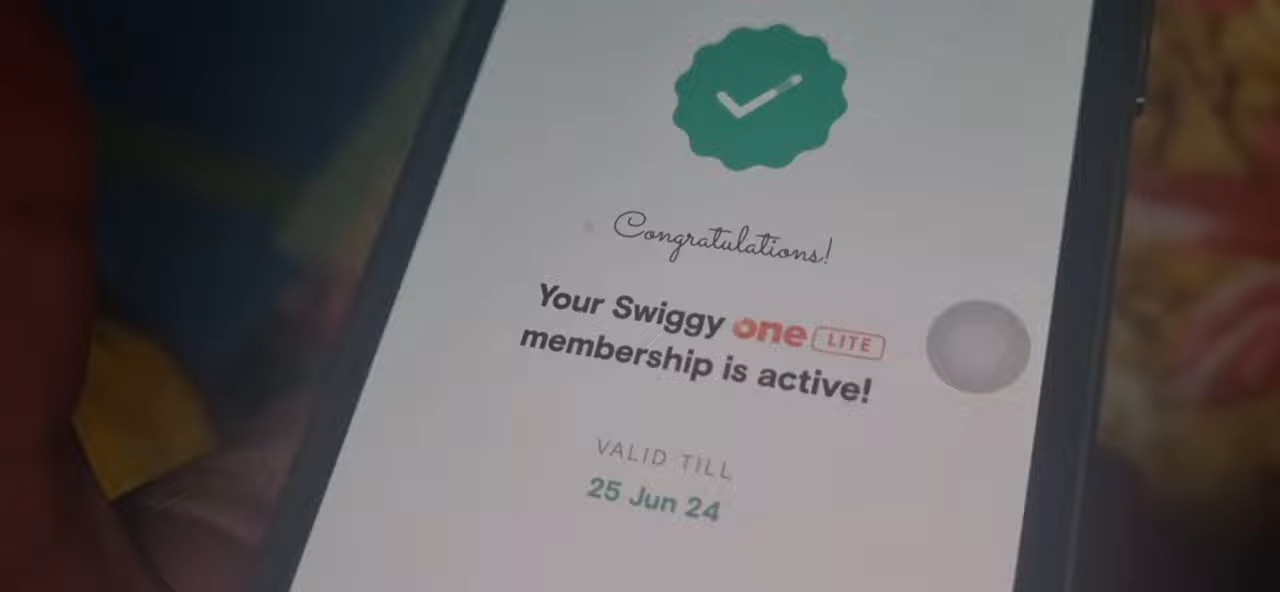 Congratulations!
Your Swiggy one LITE
membership is active!
VALID TILL
25 Jun 24